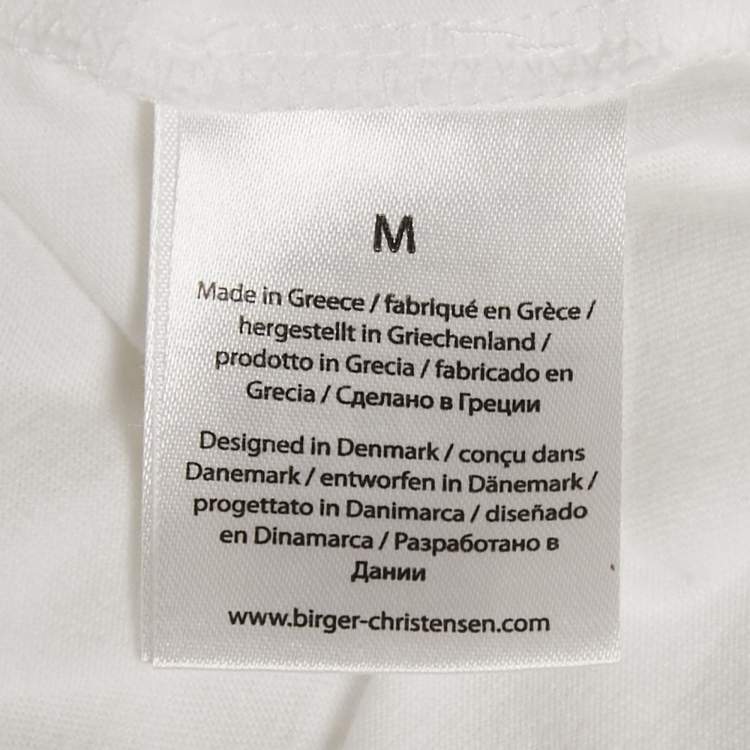 M
Made in Greece / fabriqué en Grèce /
hergestellt in Griechenland /
prodotto in Grecia / fabricado en
Grecia / Сделано в Греции
Designed in Denmark / conçu dans
Danemark / entworfen in Dänemark /
progettato in Danimarca / diseñado
en Dinamarca / Разработано в
Дании
www.birger-christensen.com